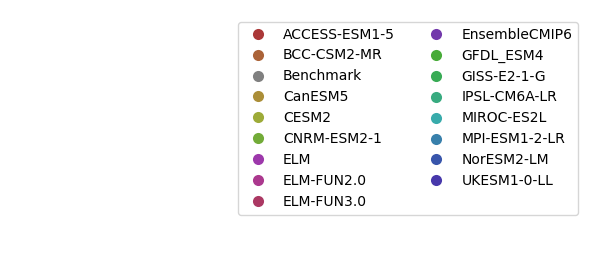 ACCESS-ESM1-5
BCC-CSM2-MR
Benchmark
CanESM5
CESM2
CNRM-ESM2-1
ELM
ELM-FUN2.0
ELM-FUN3.0
EnsembleCMIP6
GFDL_ESM4
GISS-E2-1-G
IPSL-CM6A-LR
MIROC-ES2L
MPI-ESM1-2-LR
NorESM2-LM
UKESM1-0-LL